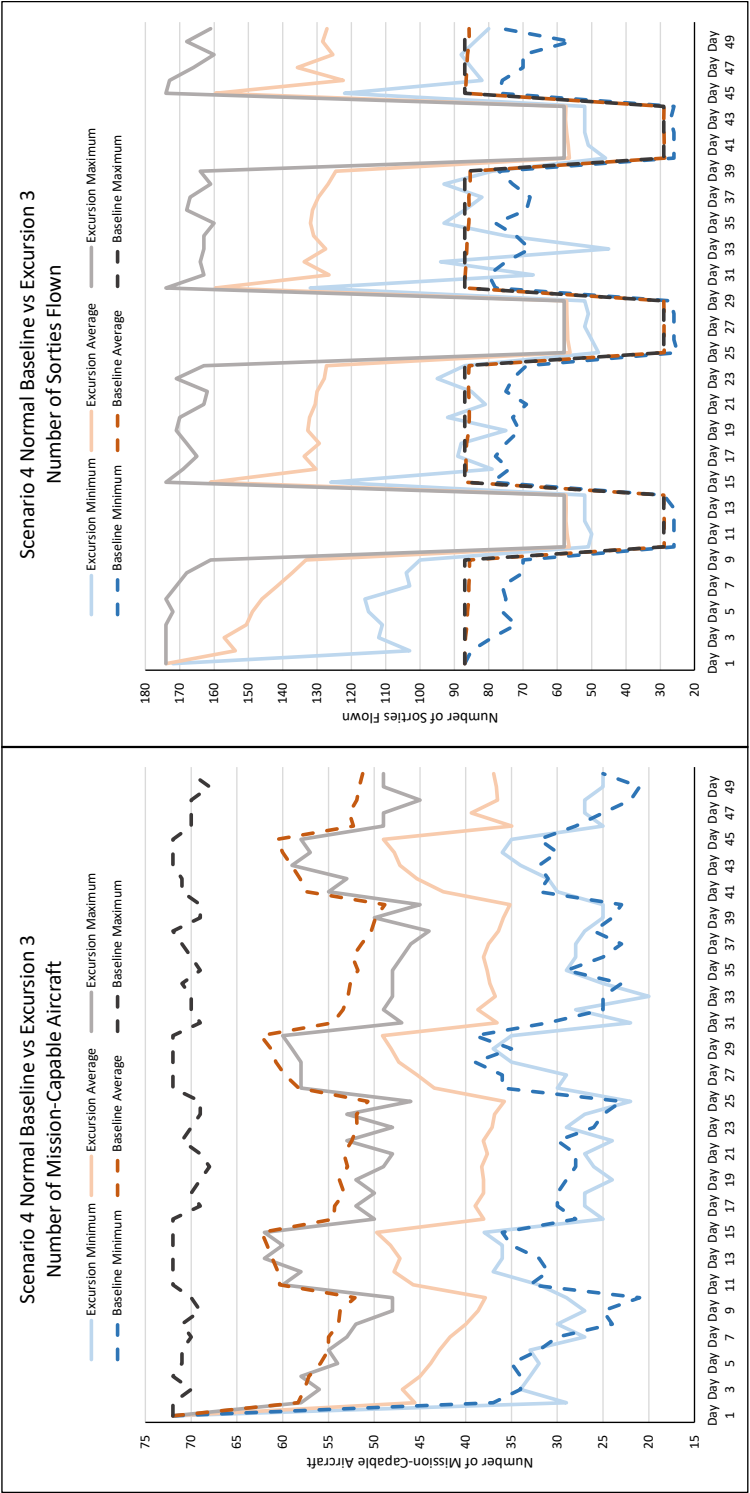 Scenario 4 Normal Baseline vs Excursion 3
Number of Mission-Capable Aircraft
Excursion Minimum
Excursion Average
Excursion Maximum
Baseline Minimum
Baseline Average
Baseline Maximum
75
70
65
60
55
50
45
40
35
30
25
20
15
Number of Mission-Capable Aircraft
Day Day Day Day Day Day Day Day Day Day Day Day Day Day Day Day Day Day Day Day Day Day Day Day Day
1 3 5 7 9 11 13 15 17 19 21 23 25 27 29 31 33 35 37 39 41 43 45 47 49
Scenario 4 Normal Baseline vs Excursion 3
Number of Sorties Flown
Excursion Minimum
Excursion Average
Excursion Maximum
Baseline Minimum
Baseline Average
Baseline Maximum
180
170
160
150
140
130
120
110
100
90
80
70
60
50
40
30
20
Number of Sorties Flown
Day Day Day Day Day Day Day Day Day Day Day Day Day Day Day Day Day Day Day Day Day Day Day Day Day
1 3 5 7 9 11 13 15 17 19 21 23 25 27 29 31 33 35 37 39 41 43 45 47 49